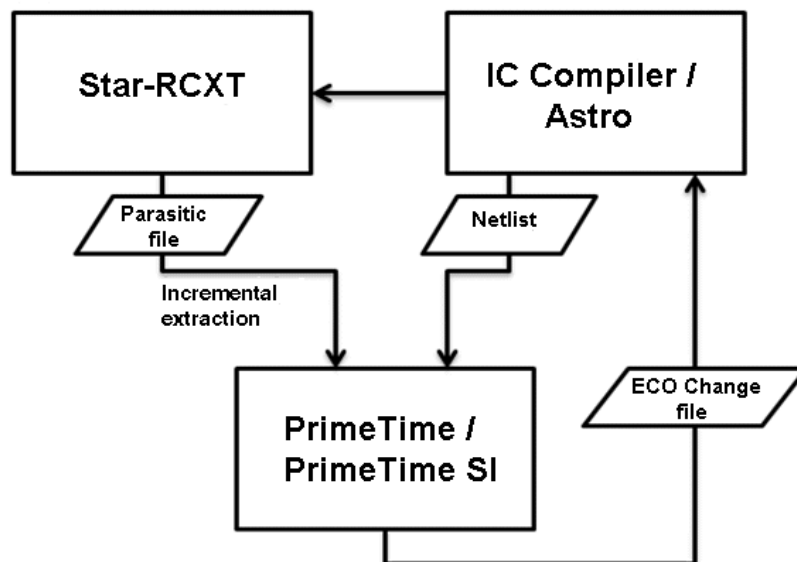 Star-RCXT
IC Compiler /
Astro
Parasitic
file
Netlist
Incremental
extraction
ECO Change
file
PrimeTime /
PrimeTime SI